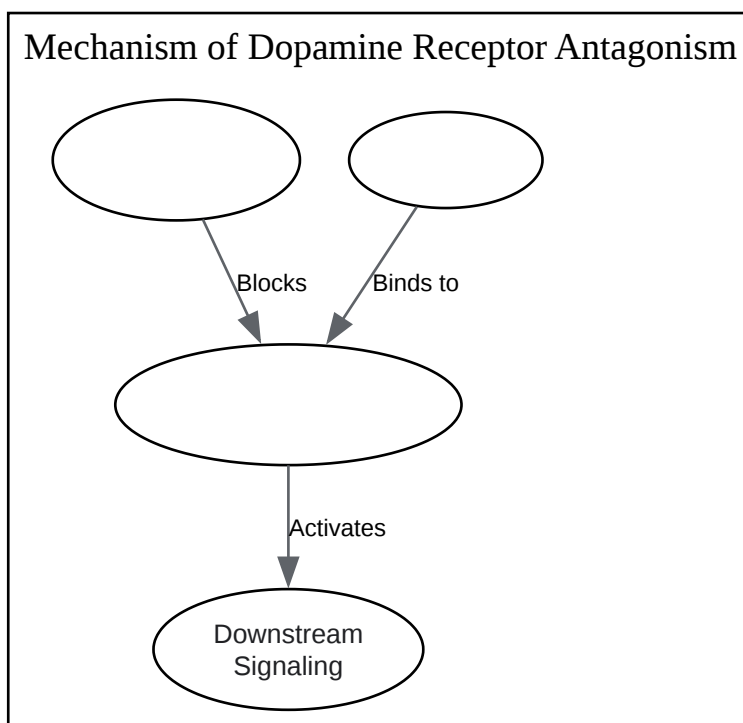 Mechanism of Dopamine Receptor Antagonism
Blocks
Binds to
Activates
Downstream
Signaling